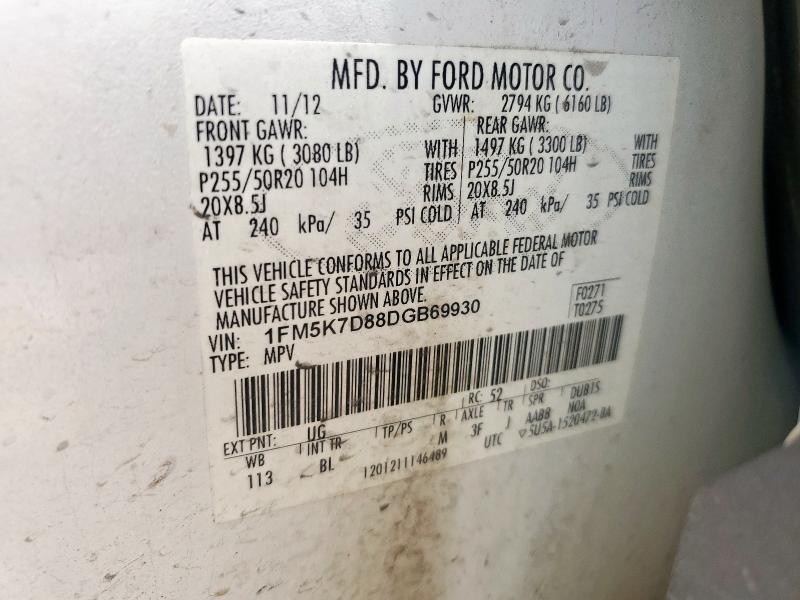 MFD. BY FORD MOTOR CO.
DATE: 11/12 GVWR: 2794 KG ( 6160 LB)
FRONT GAWR: REAR GAWR:
1397 KG ( 3080 LB) WITH 1497 KG ( 3300 LB) WITH
P255/50R20 104H TIRES P255/50R20 104H TIRES
20X8.5J RIMS 20X8.5J RIMS
AT 240 kPa/ 35 PSI COLD AT 240 kPa/ 35 PSI COLD
THIS VEHICLE CONFORMS TO ALL APPLICABLE FEDERAL MOTOR
VEHICLE SAFETY STANDARDS IN EFFECT ON THE DATE OF
MANUFACTURE SHOWN ABOVE.
VIN: 1FM5K7D88DGB69930
F0271
T0275
TYPE: MPV
RC: 52 DSO:
EXT PNT: UG
WB INT TR TP/PS R AXLE TR SPR DUBTS
113 BL M 3F J AABB NOA
1201211146489 UTC 5U5A-1520472-BA